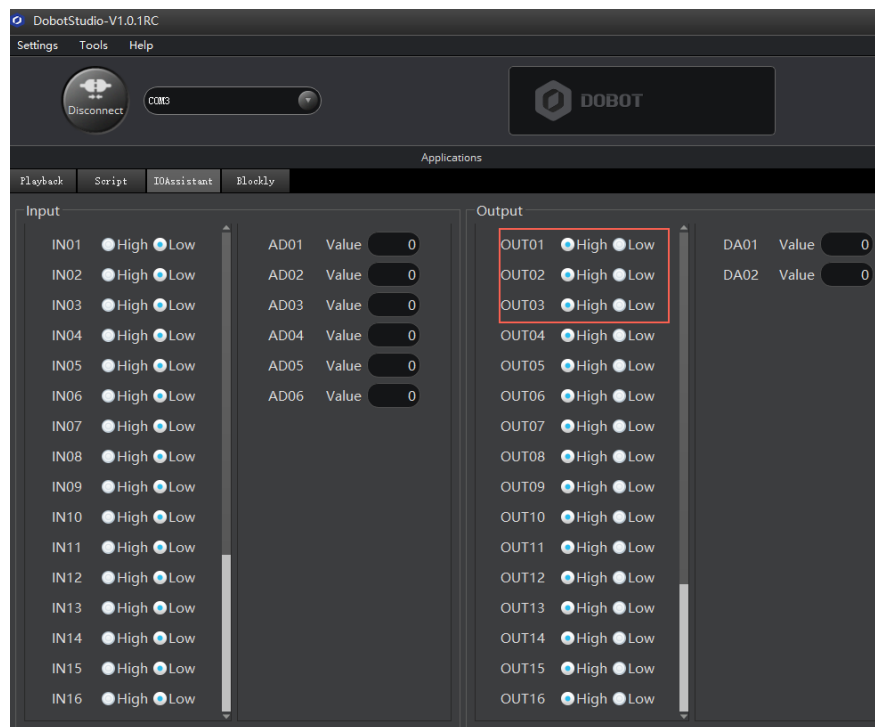 DobotStudio-V1.0.1RC
Settings Tools Help
Disconnect COM3 DOBOT
Applications
Playback Script IOAssistant Blockly
Input Output
IN01 High Low AD01 Value 0 OUT01 High Low DA01 Value 0
IN02 High Low AD02 Value 0 OUT02 High Low DA02 Value 0
IN03 High Low AD03 Value 0 OUT03 High Low
IN04 High Low AD04 Value 0 OUT04 High Low
IN05 High Low AD05 Value 0 OUT05 High Low
IN06 High Low AD06 Value 0 OUT06 High Low
IN07 High Low OUT07 High Low
IN08 High Low OUT08 High Low
IN09 High Low OUT09 High Low
IN10 High Low OUT10 High Low
IN11 High Low OUT11 High Low
IN12 High Low OUT12 High Low
IN13 High Low OUT13 High Low
IN14 High Low OUT14 High Low
IN15 High Low OUT15 High Low
IN16 High Low OUT16 High Low